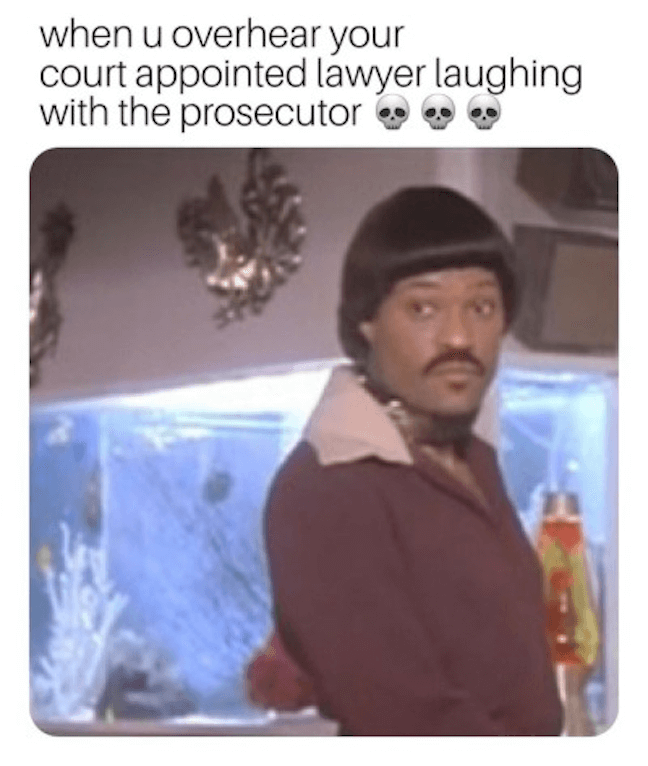 when u overhear your
court appointed lawyer laughing
with the prosecutor 💀 💀 💀